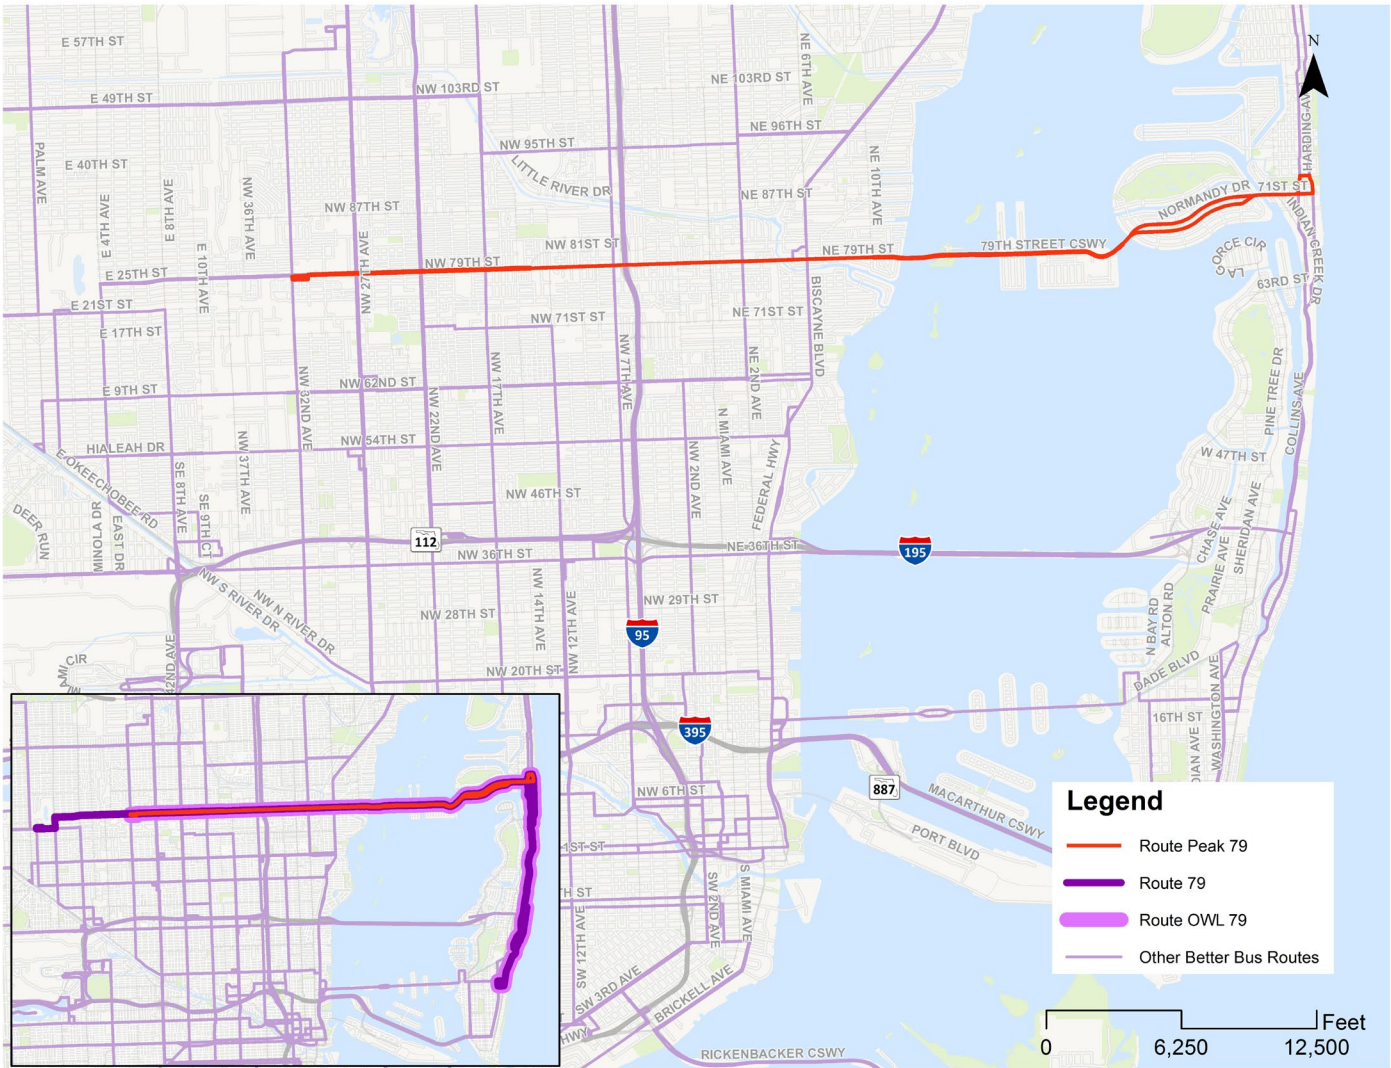 E 57TH ST
NE 6TH AVE
N
NE 103RD ST
NW 103RD ST
E 49TH ST
HARDING AV
NE 96TH ST
NW 95TH ST
PALM AVE
E 40TH ST
LITTLE RIVER DR
NE 10TH AVE
E 4TH AVE
E 8TH AVE
NW 36TH AVE
NE 87TH ST
NORMANDY DR
71ST ST
NW 87TH ST
INDIAN CREEK DR
E 10TH AVE
NW 27TH AVE
NW 81ST ST
NE 79TH ST
79TH STREET CSWY
LAGORCE CIR
NW 79TH ST
E 25TH ST
63RD ST
E 21ST ST
BISCAYNE BLVD
NE 71ST ST
NW 71ST ST
E 17TH ST
NW 7TH AVE
NE 2ND AVE
PINE TREE DR
NW 17TH AVE
NW 32ND AVE
NW 62ND ST
E 9TH ST
COLLINS AVE
NW 22ND AVE
N MIAMI AVE
NW 37TH AVE
NW 54TH ST
HIALEAH DR
NW 2ND AVE
FEDERAL HWY
W 47TH ST
E OKEECHOBEE RD
SE 8TH AVE
SE 9TH CT
NW 46TH ST
DEER RUN
MINOLA DR
EAST DR
CHASE AVE
SHERIDAN AVE
112
NE 36TH ST
195
NW 36TH ST
PRAIRIE AVE
NW S RIVER DR
NW N RIVER DR
NW 14TH AVE
NW 12TH AVE
NW 29TH ST
N BAY RD
ALTON RD
NW 28TH ST
95
42ND AVE
MI CIR
NW 20TH ST
DADE BLVD
WASHINGTON AVE
16TH ST
DIAN AVE
395
NW 6TH ST
887
MACARTHUR CSWY
PORT BLVD
1ST ST
TH ST
S MIAMI AVE
SW 2ND AVE
SW 12TH AVE
SW 3RD AVE
BRICKELL AVE
HWY
RICKENBACKER CSWY
Legend
Route Peak 79
Route 79
Route OWL 79
Other Better Bus Routes
Feet
0 6,250 12,500